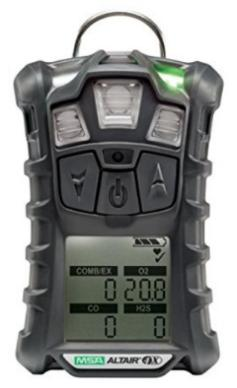 COMB/EX O2
0 20.8
CO H2S
0 0
MSA ALTAIR 4X